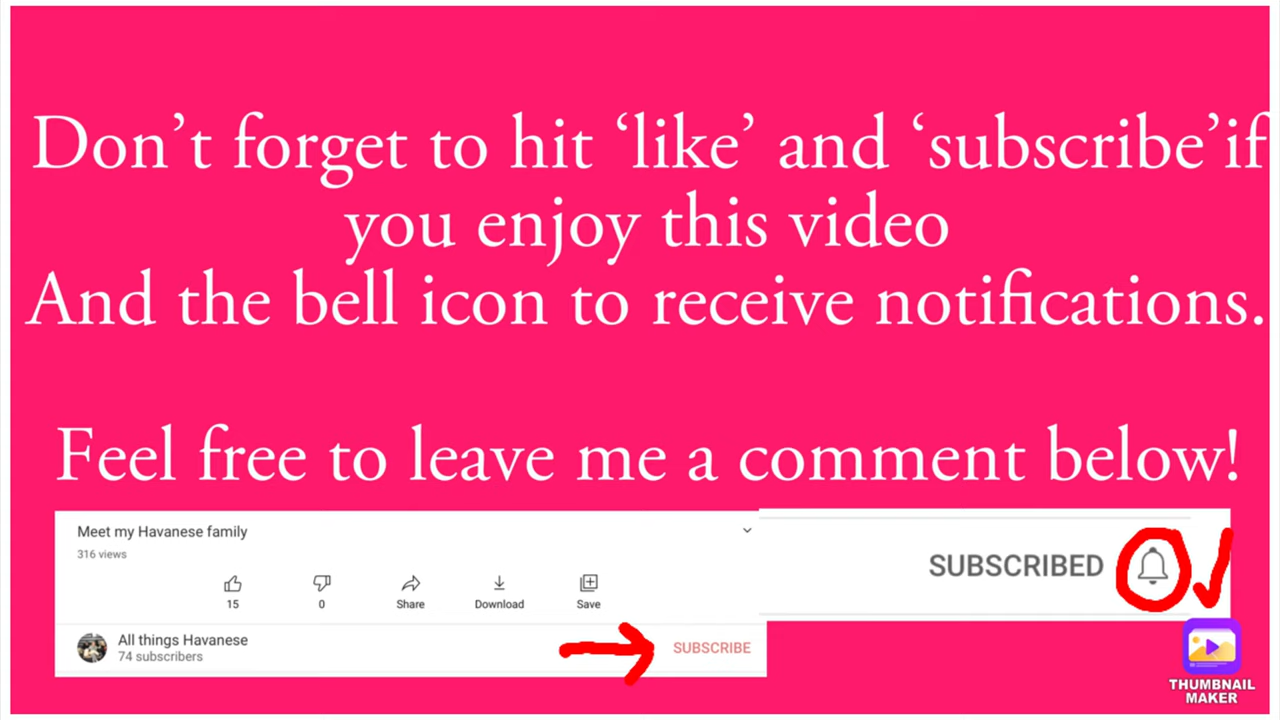 Don’t forget to hit ‘like’ and ‘subscribe’if
you enjoy this video
And the bell icon to receive notifications.
Feel free to leave me a comment below!
Meet my Havanese family
316 views
15
0
Share
Download
Save
All things Havanese
74 subscribers
SUBSCRIBE
SUBSCRIBED
THUMBNAIL
MAKER